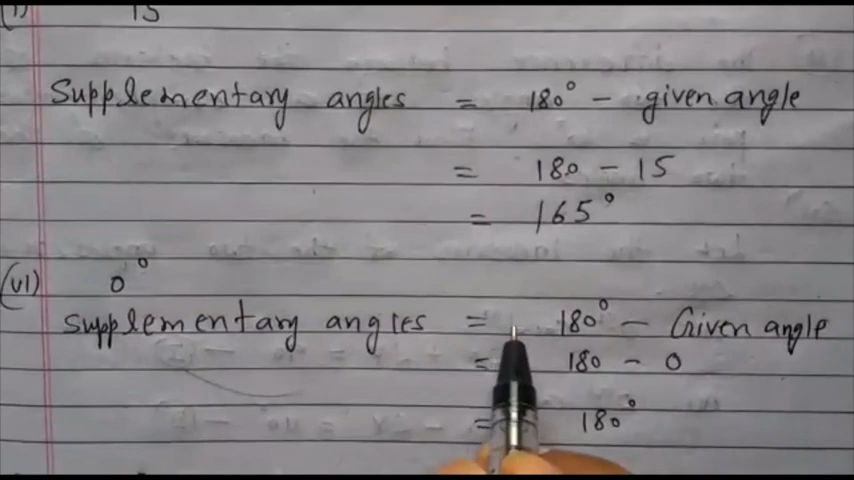 15
Supplementary angles = 180° - given angle
= 180 - 15
= 165°
(VI) 0°
Supplementary angles = 180° - Given angle
= 180 - 0
= 180°